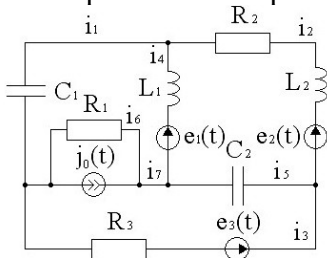 i1 R2 i2
i4
C1 L1 L2
R1 i6
e1(t) e2(t)
j0(t) C2
i7 i5
R3 e3(t) i3